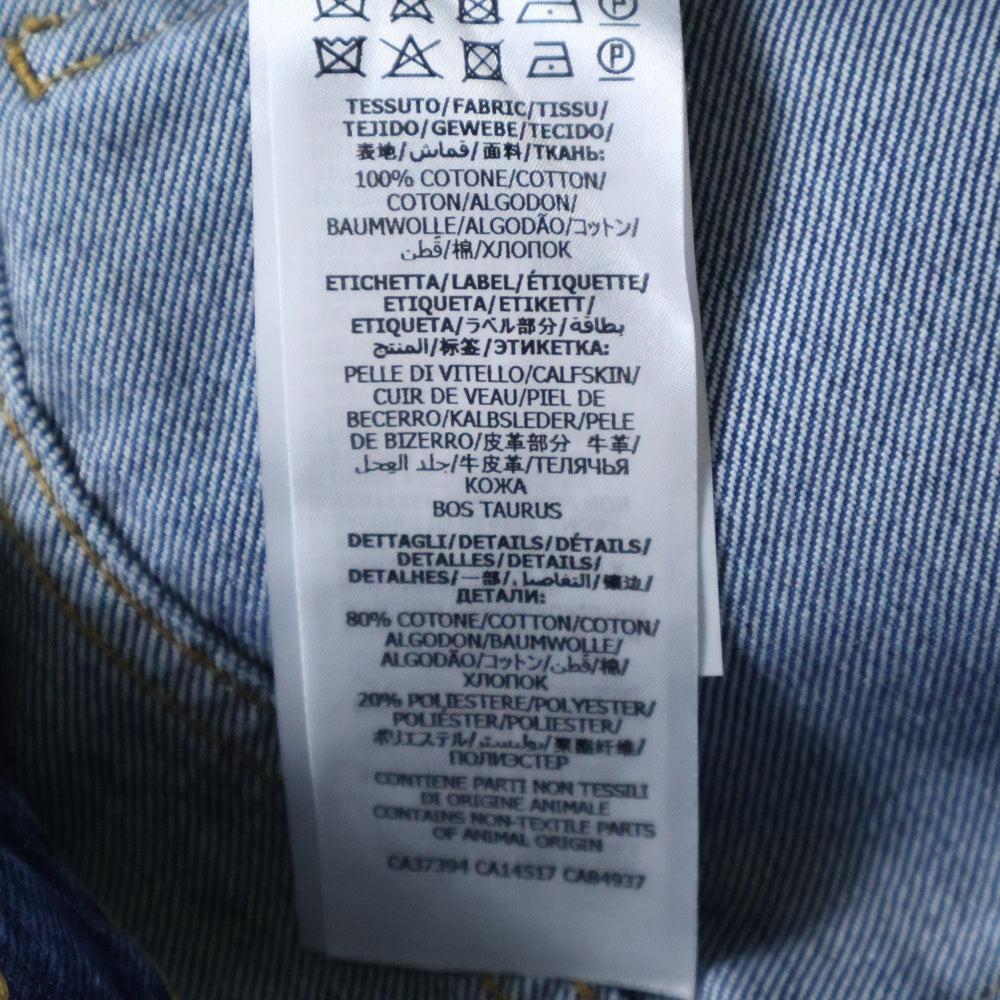 P
P
TESSUTO/FABRIC/TISSU/
TEJIDO/GEWEBE/TECIDO/
表地/قماش/面料/ТКАНЬ:
100% COTONE/COTTON/
COTON/ALGODON/
BAUMWOLLE/ALGODÃO/コットン/
قُطن/棉/ХЛОПОК
ETICHETTA/LABEL/ÉTIQUETTE/
ETIQUETA/ETIKETT/
ETIQUETA/ラベル部分/بطاقة
المنتج/标签/ЭТИКЕТКА:
PELLE DI VITELLO/CALFSKIN/
CUIR DE VEAU/PIEL DE
BECERRO/KALBSLEDER/PELE
DE BIZERRO/皮革部分 牛革/
جلد العِجل/牛皮革/ТЕЛЯЧЬЯ
КОЖА
BOS TAURUS
DETTAGLI/DETAILS/DÉTAILS/
DETALLES/DETAILS/
DETALHES/一部/التفاصيل/镶边/
ДЕТАЛИ:
80% COTONE/COTTON/COTON/
ALGODON/BAUMWOLLE/
ALGODÃO/コットン/قُطن/棉/
ХЛОПОК
20% POLIESTERE/POLYESTER/
POLIÉSTER/POLIESTER/
ポリエステル/بوليستر/聚酯纤维/
ПОЛИЭСТЕР
CONTIENE PARTI NON TESSILI
DI ORIGINE ANIMALE
CONTAINS NON-TEXTILE PARTS
OF ANIMAL ORIGIN
CA37394 CA14517 CA84937